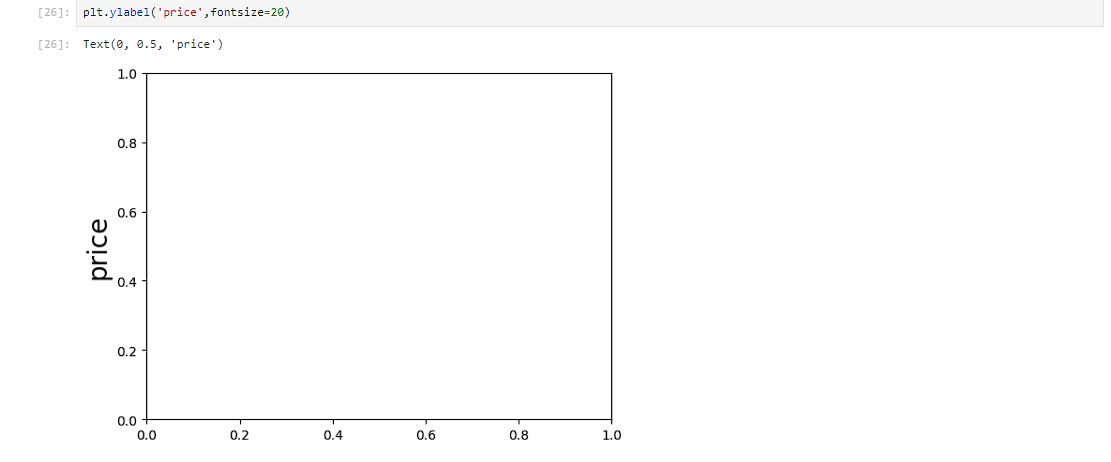 [26]: plt.ylabel('price',fontsize=20)
[26]: Text(0, 0.5, 'price')
1.0
0.8
0.6
price
0.4
0.2
0.0
0.0 0.2 0.4 0.6 0.8 1.0